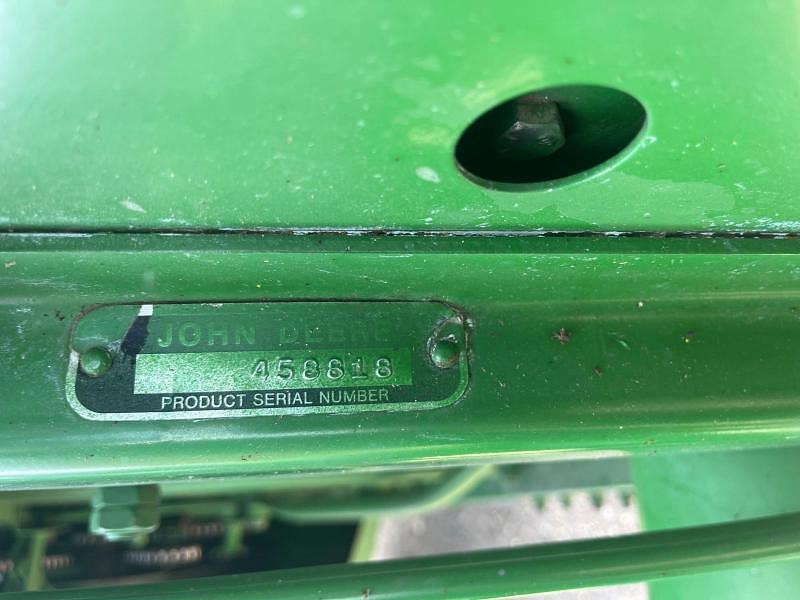 JOHN DEERE
458818
PRODUCT SERIAL NUMBER